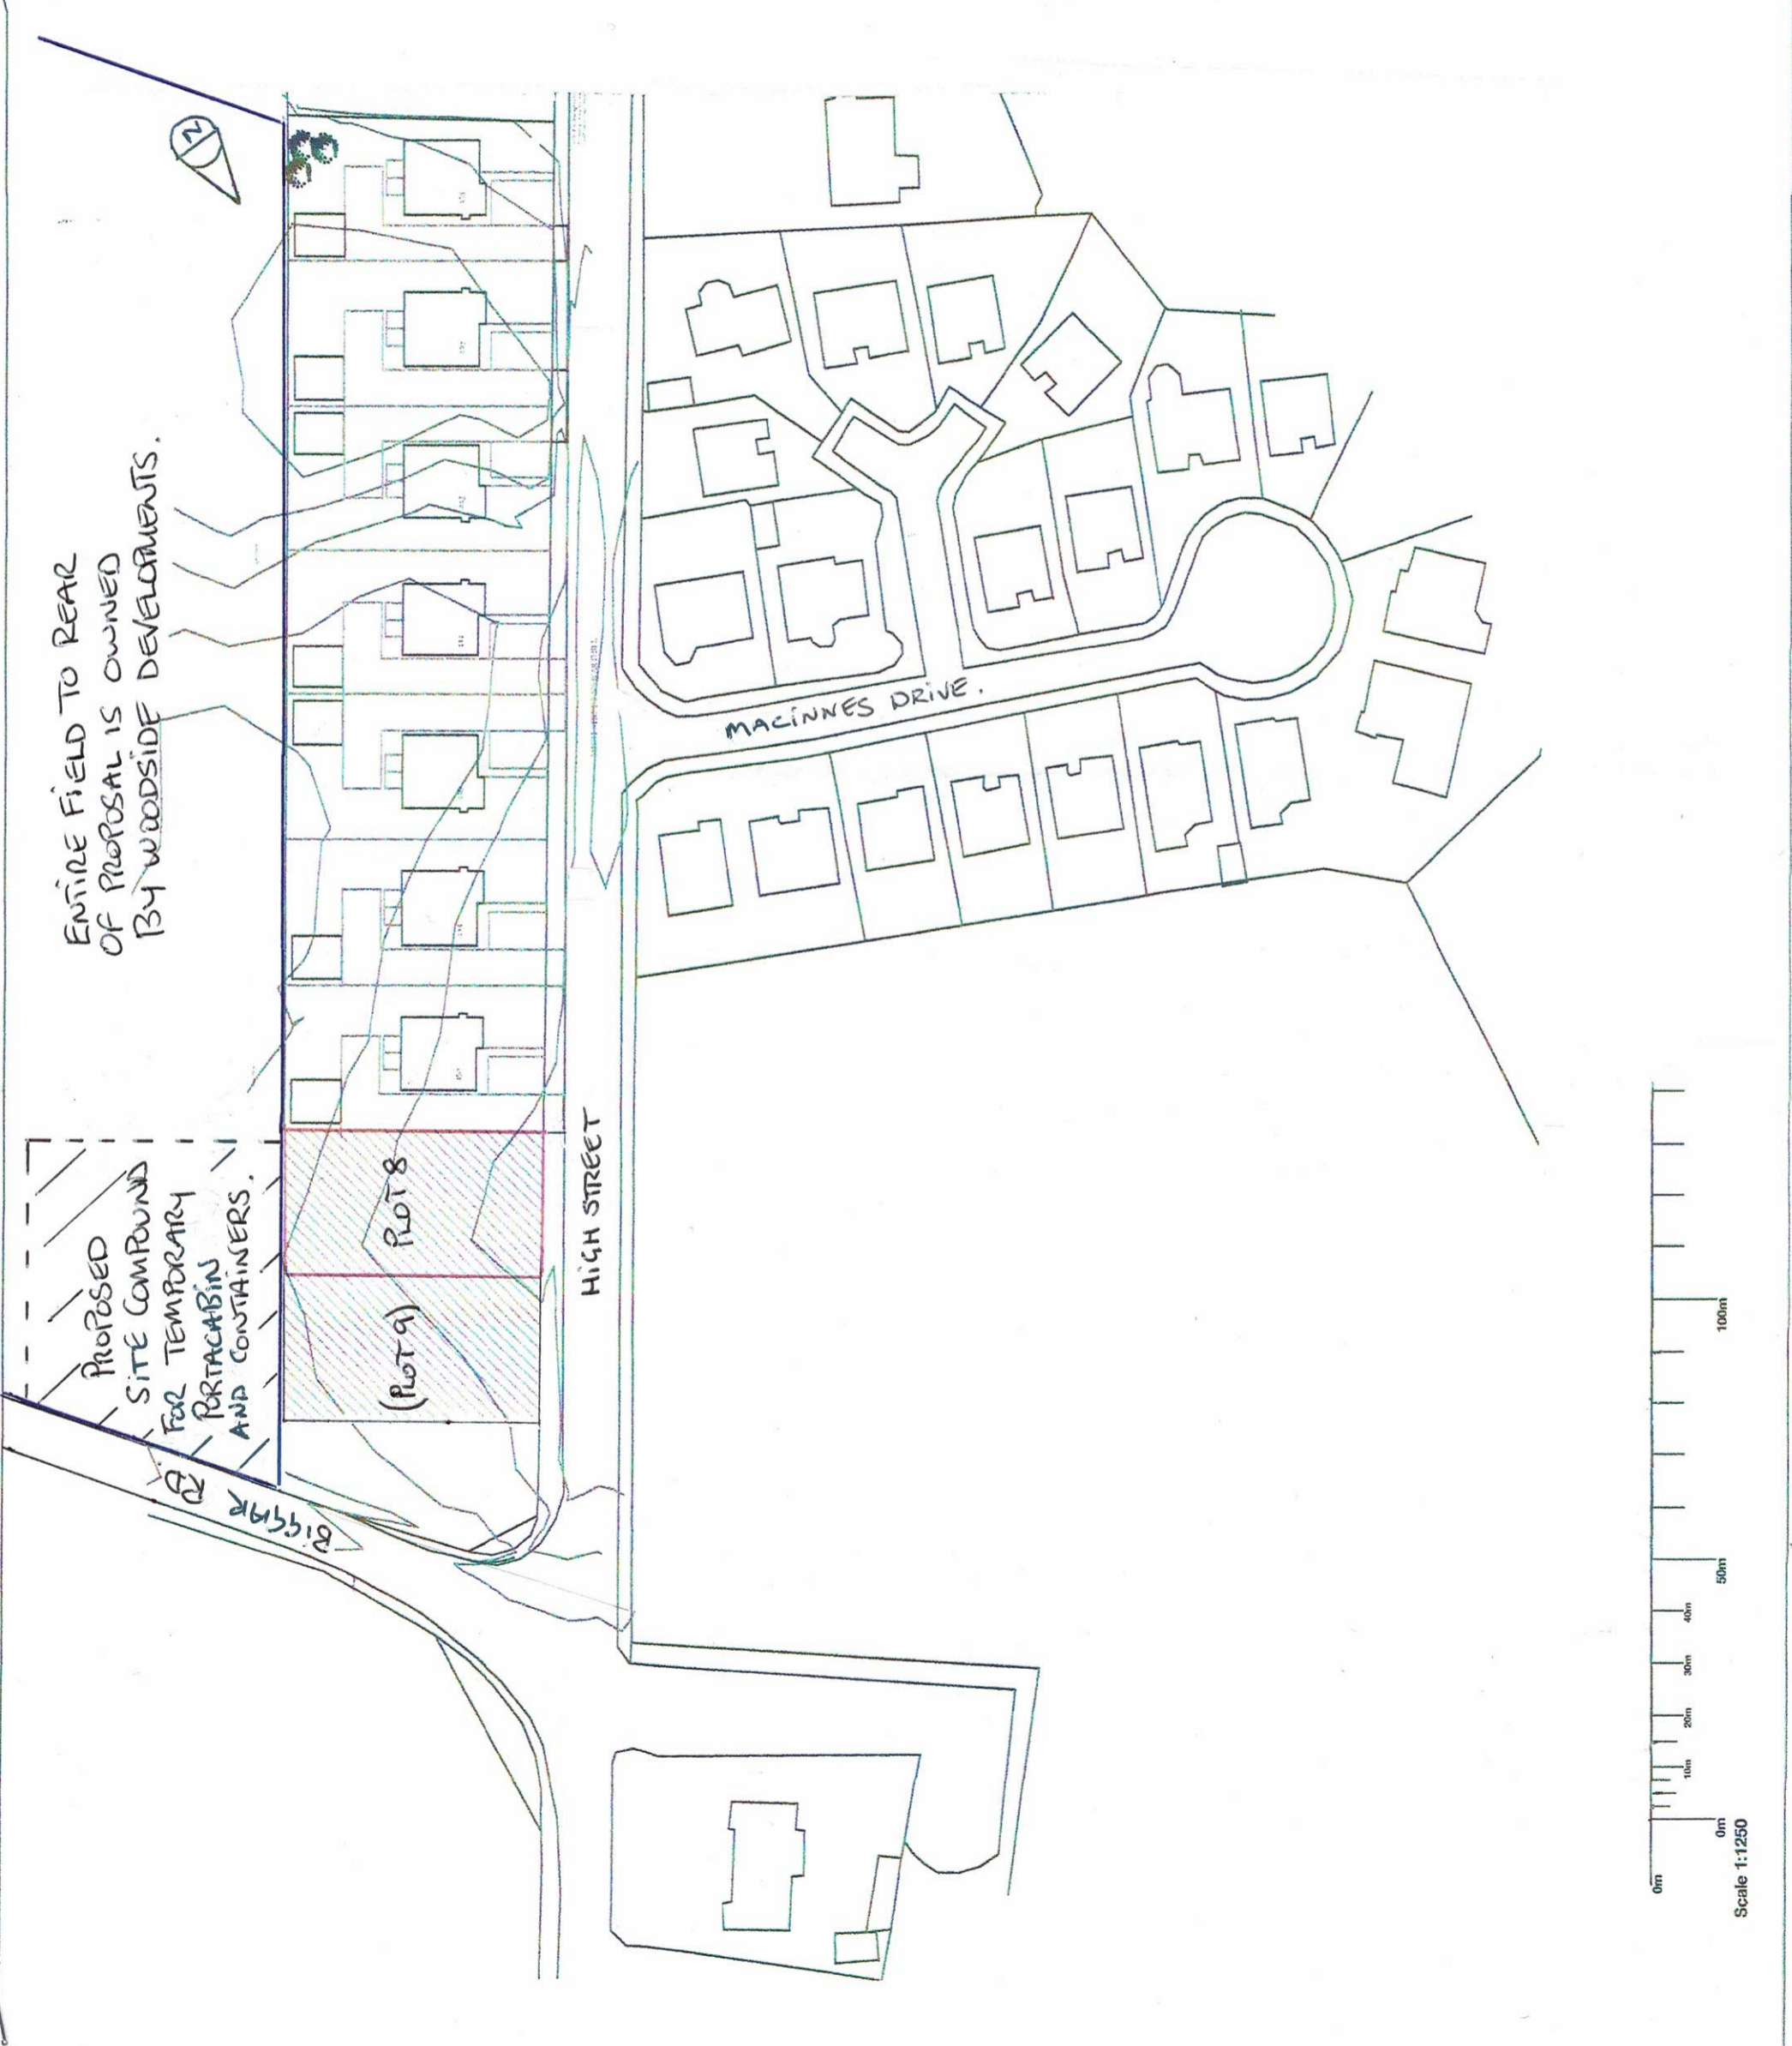 ENTIRE FIELD TO REAR
OF PROPOSAL IS OWNED
BY WOODSIDE DEVELOPMENTS.
N
PROPOSED
SITE COMPOUND
FOR TEMPORARY
PORTACABIN
AND CONTAINERS.
BIGGAR
RD
(PLOT 9)
PLOT 8
HIGH STREET
MACINNES DRIVE.
0m
0m
10m
20m
30m
40m
50m
100m
Scale 1:1250